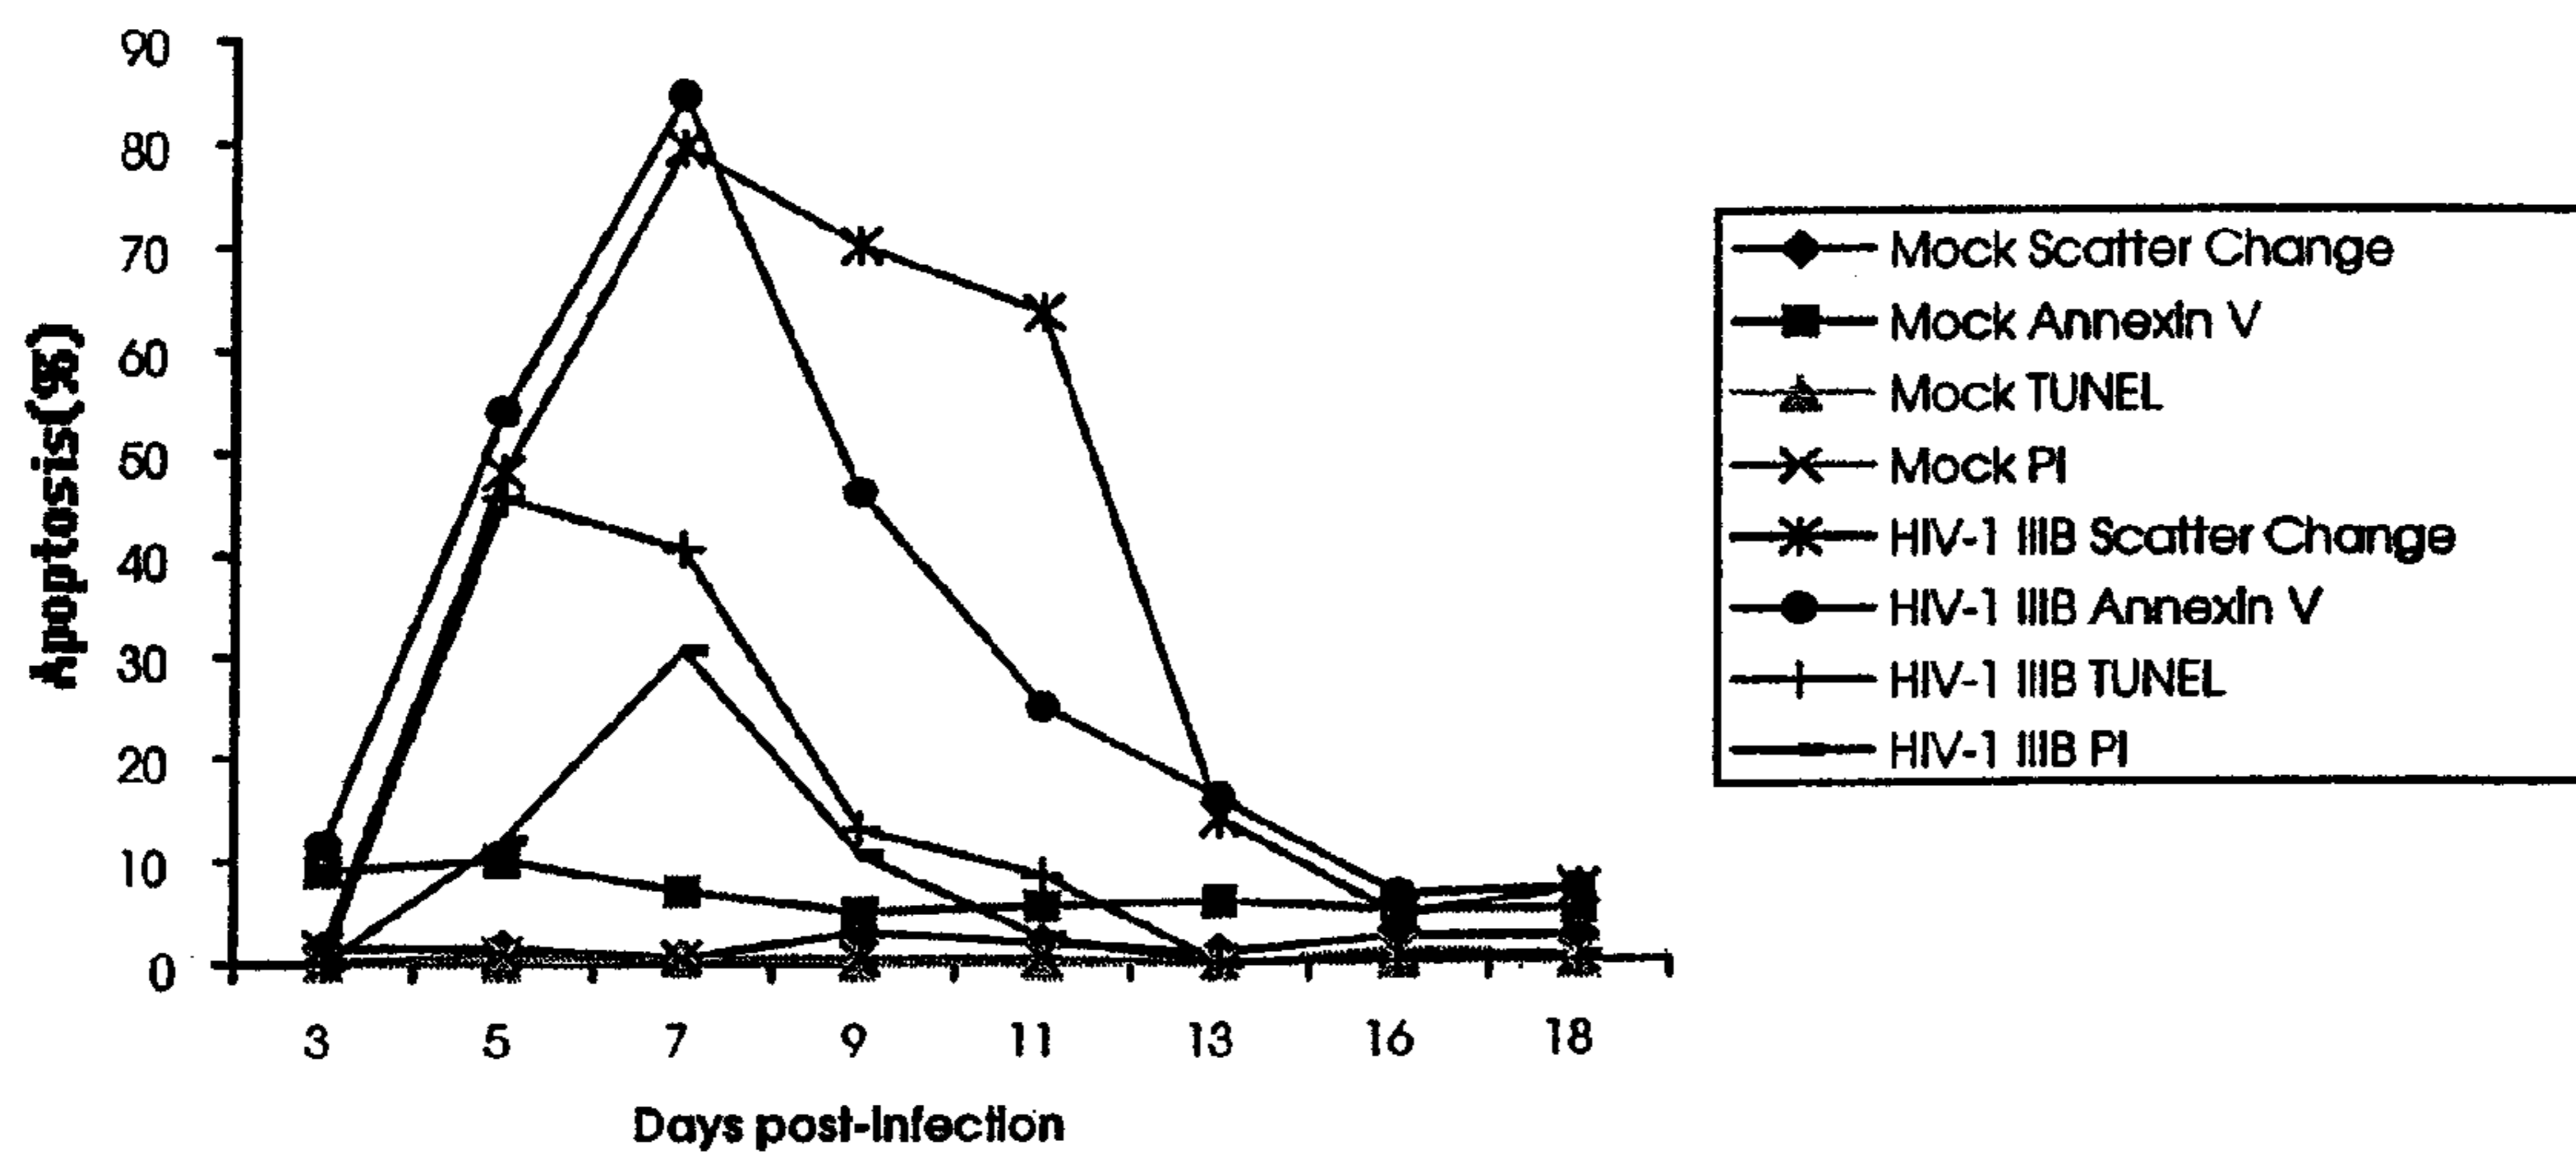 90
80
70
60
50
40
30
20
10
0
Apoptosis(%)
3 5 7 9 11 13 16 18
Days post-infection
Mock Scatter Change
Mock Annexin V
Mock TUNEL
Mock PI
HIV-1 IIIB Scatter Change
HIV-1 IIIB Annexin V
HIV-1 IIIB TUNEL
HIV-1 IIIB PI